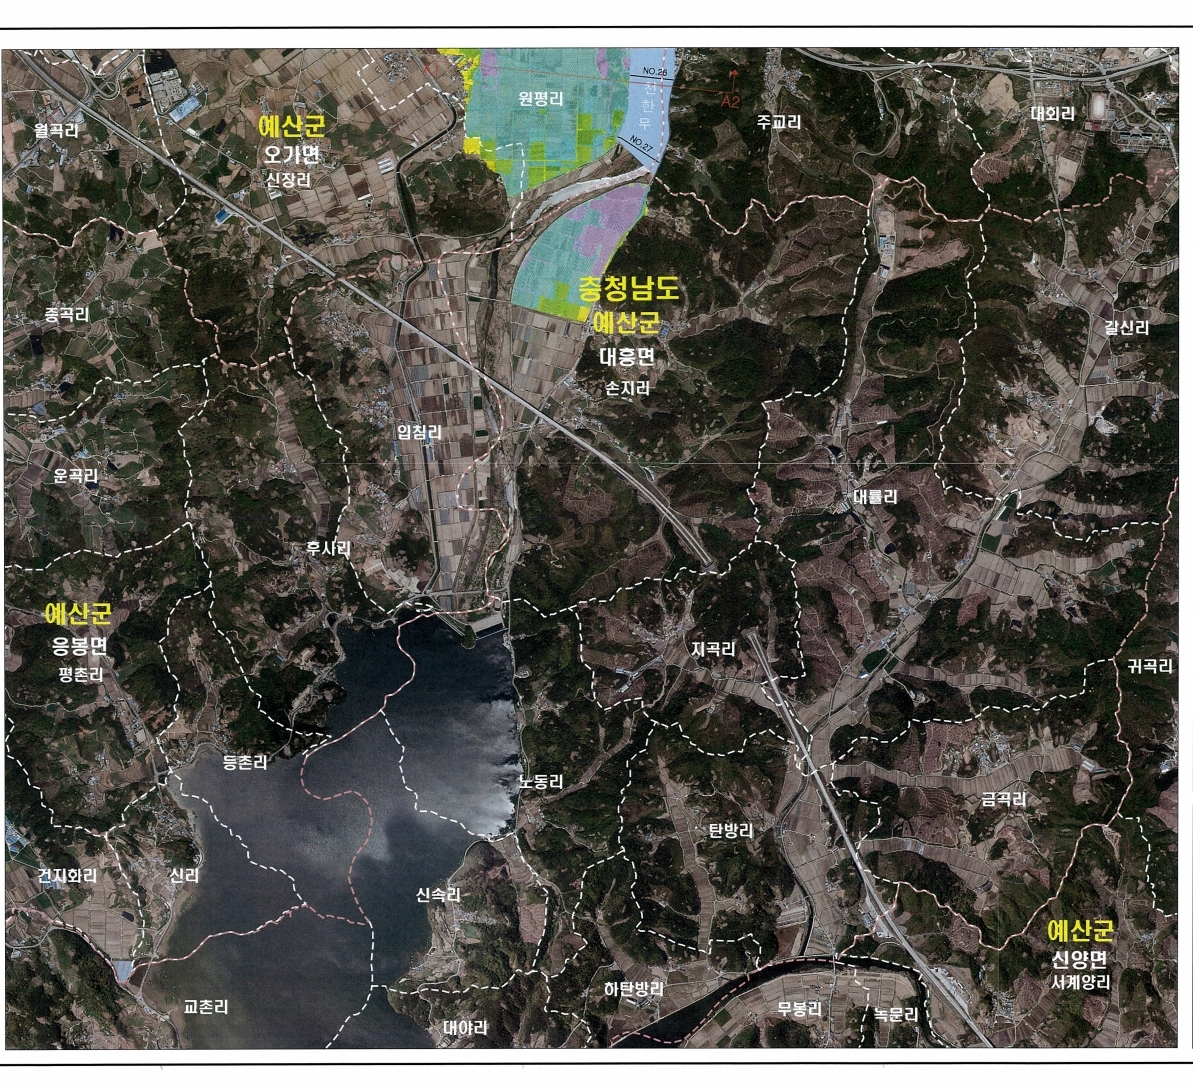 NO.26
원평리
천
한
무
A2
NO.27
주교리
대회리
월곡리
예산군
오가면
신장리
종곡리
충청남도
예산군
대흥면
손지리
갈신리
입침리
운곡리
대률리
후사리
예산군
응봉면
평촌리
지곡리
귀곡리
등촌리
노동리
금곡리
탄방리
건지화리
신리
신속리
예산군
신양면
서계양리
하탄방리
교촌리
대야리
무봉리
녹문리